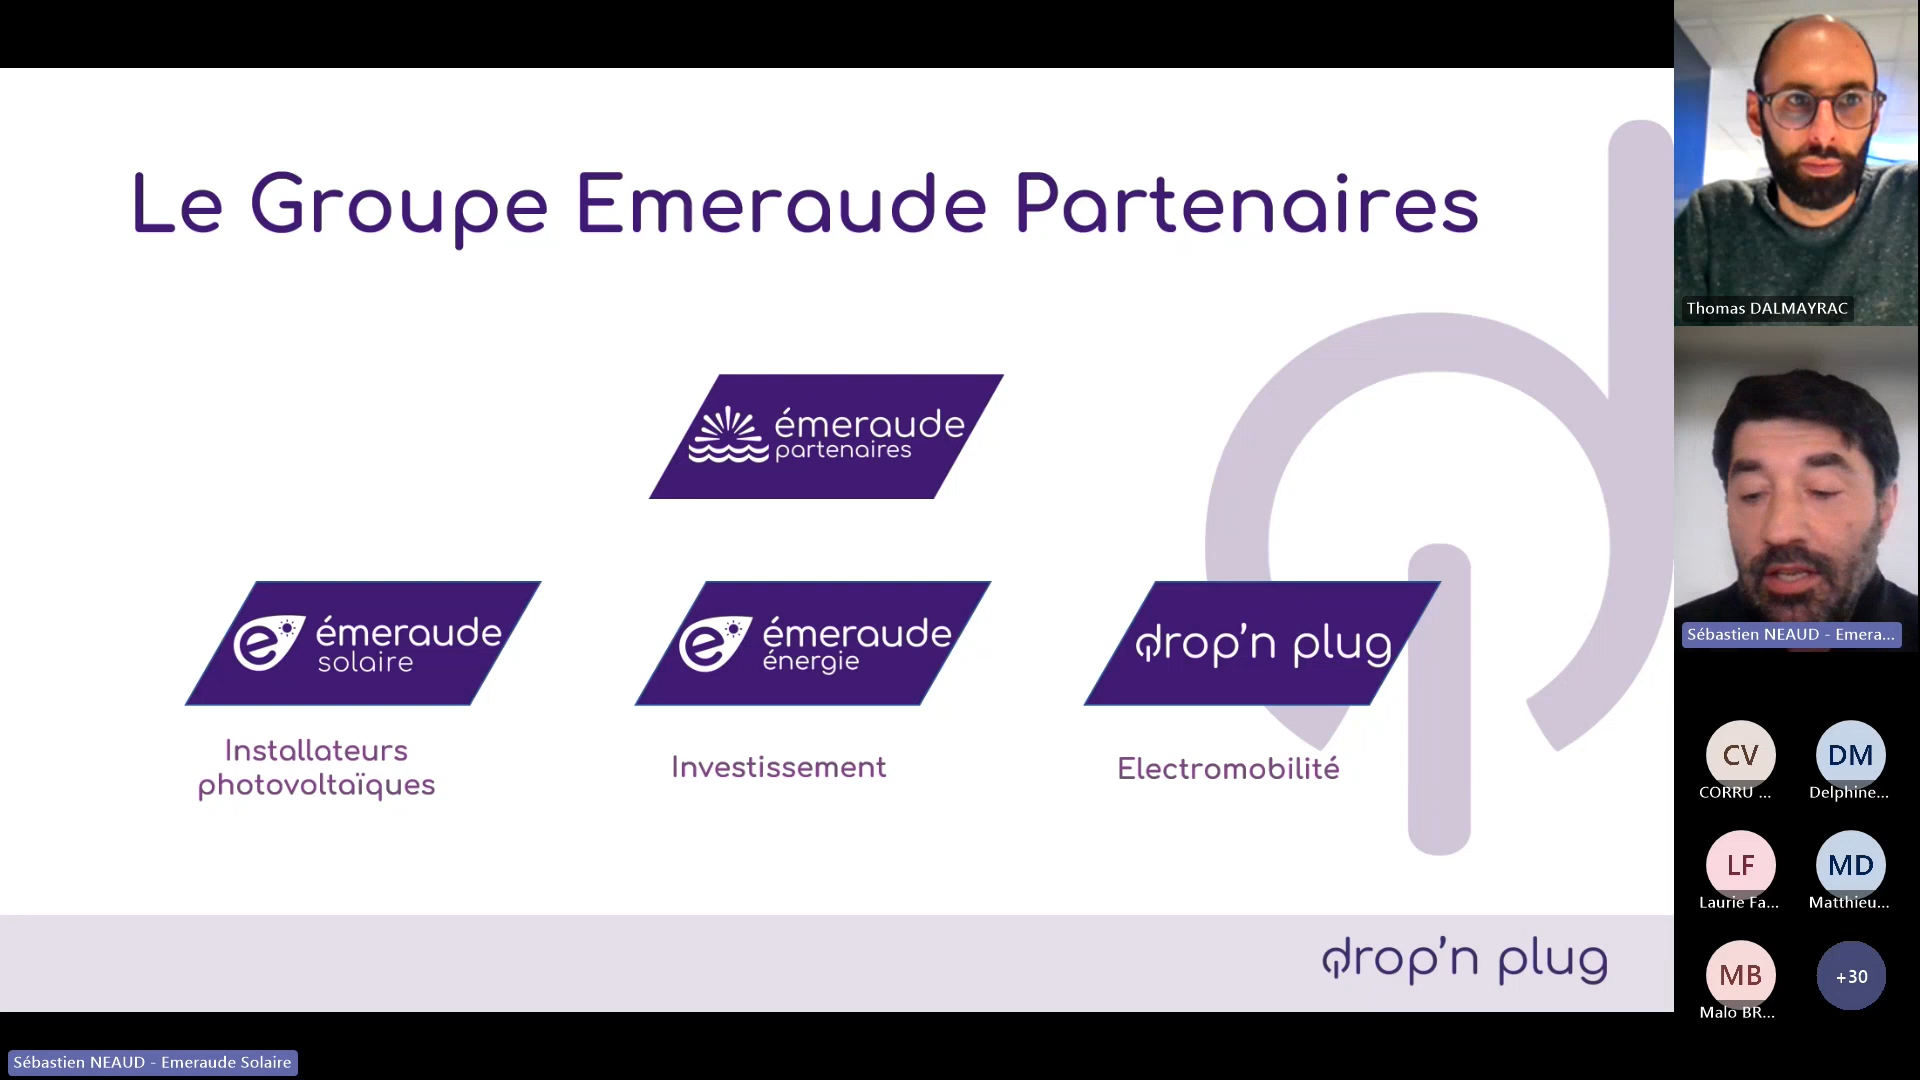 Le Groupe Emeraude Partenaires
émeraude
partenaires
émeraude
solaire
émeraude
énergie
drop'n plug
Installateurs
photovoltaïques
Investissement
Electromobilité
drop'n plug
Thomas DALMAYRAC
Sébastien NEAUD - Emera...
CV
CORRU ...
DM
Delphine...
LF
Laurie Fa...
MD
Matthieu...
MB
Malo BR...
+30
Sébastien NEAUD - Emeraude Solaire